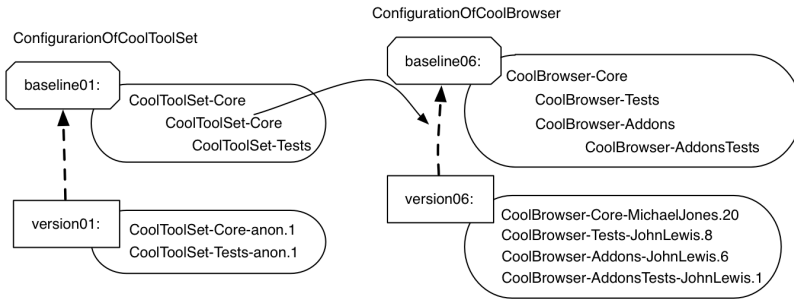 ConfigurarionOfCoolToolSet
baseline01:
CoolToolSet-Core
CoolToolSet-Core
CoolToolSet-Tests
version01:
CoolToolSet-Core-anon.1
CoolToolSet-Tests-anon.1
ConfigurationOfCoolBrowser
baseline06:
CoolBrowser-Core
CoolBrowser-Tests
CoolBrowser-Addons
CoolBrowser-AddonsTests
version06:
CoolBrowser-Core-MichaelJones.20
CoolBrowser-Tests-JohnLewis.8
CoolBrowser-Addons-JohnLewis.6
CoolBrowser-AddonsTests-JohnLewis.1